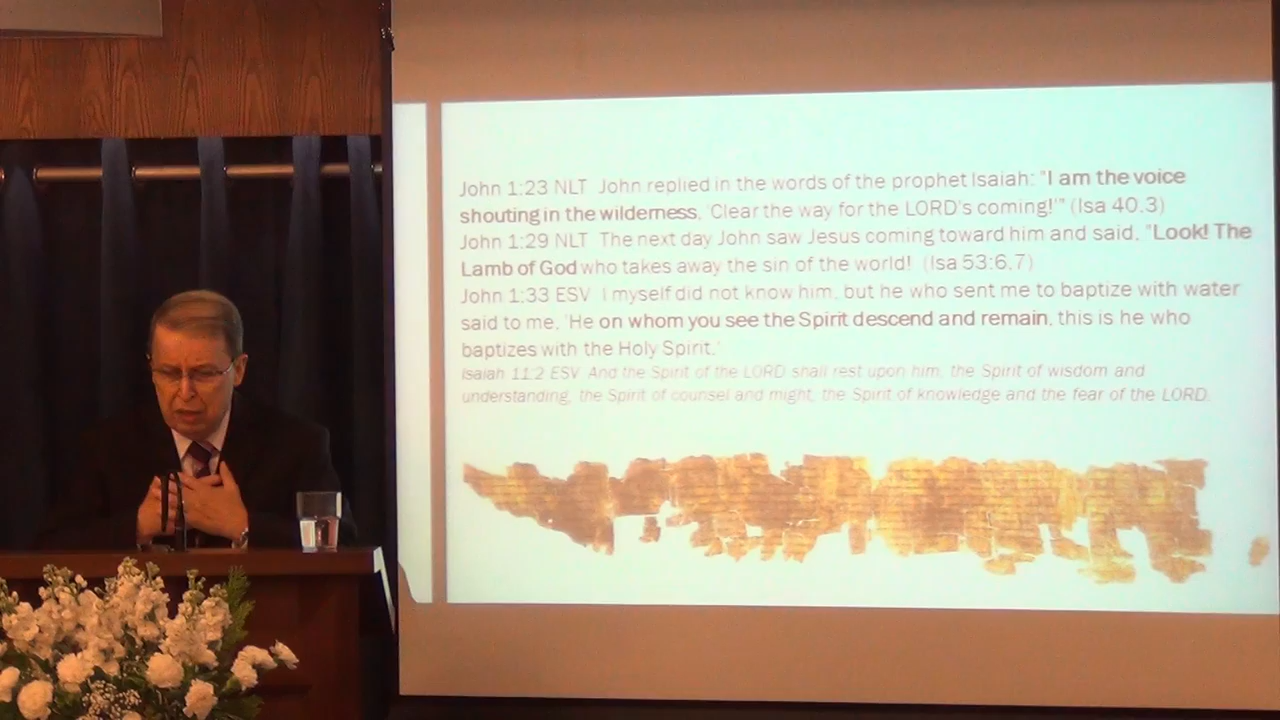 John 1:23 NLT John replied in the words of the prophet Isaiah: "I am the voice
shouting in the wilderness, 'Clear the way for the LORD's coming!'" (Isa 40.3)
John 1:29 NLT The next day John saw Jesus coming toward him and said, "Look! The
Lamb of God who takes away the sin of the world! (Isa 53:6,7)
John 1:33 ESV I myself did not know him, but he who sent me to baptize with water
said to me, 'He on whom you see the Spirit descend and remain, this is he who
baptizes with the Holy Spirit.'
Isaiah 11:2 ESV And the Spirit of the LORD shall rest upon him, the Spirit of wisdom and
understanding, the Spirit of counsel and might, the Spirit of knowledge and the fear of the LORD.